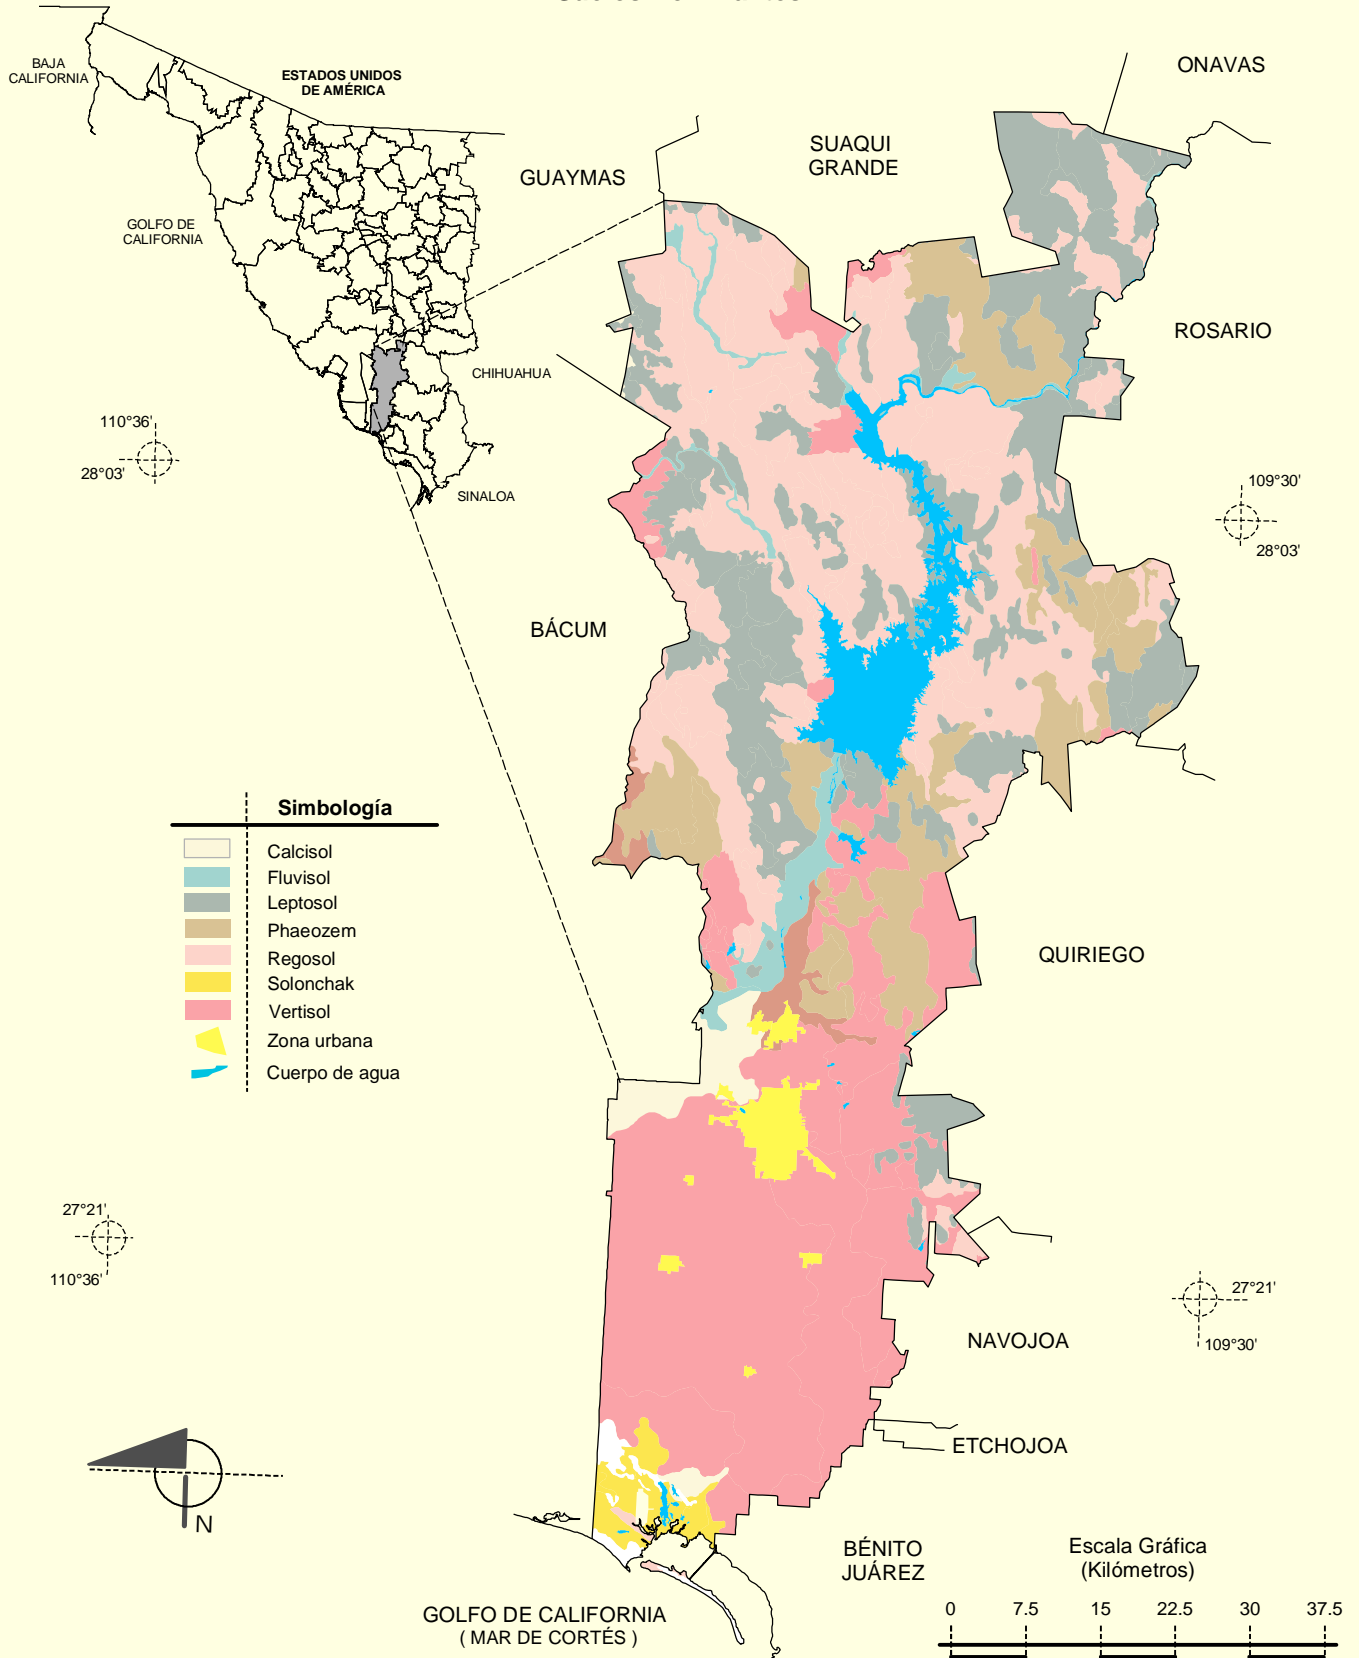 ONAVAS
BAJA
CALIFORNIA
ESTADOS UNIDOS
DE AMÉRICA
SUAQUI
GRANDE
GUAYMAS
GOLFO DE
CALIFORNIA
ROSARIO
CHIHUAHUA
110°36'
28°03'
109°30'
28°03'
SINALOA
BÁCUM
Simbología
Calcisol
Fluvisol
Leptosol
Phaeozem
Regosol
Solonchak
Vertisol
Zona urbana
Cuerpo de agua
QUIRIEGO
27°21'
110°36'
27°21'
109°30'
NAVOJOA
ETCHOJOA
N
BÉNITO
JUÁREZ
Escala Gráfica
(Kilómetros)
0 7.5 15 22.5 30 37.5
GOLFO DE CALIFORNIA
( MAR DE CORTÉS )